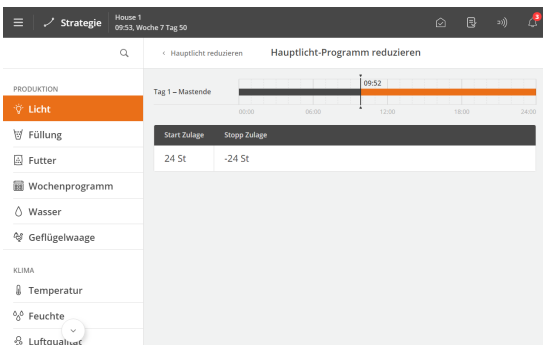 Strategie
House 1
09:53, Woche 7 Tag 50
3
‹ Hauptlicht reduzieren
Hauptlicht-Programm reduzieren
PRODUKTION
Licht
Füllung
Futter
Wochenprogramm
Wasser
Geflügelwaage
KLIMA
Temperatur
Feuchte
Luftqualität
Tag 1 – Mastende
09:52
00:00 06:00 12:00 18:00 24:00
Start Zulage Stopp Zulage
24 St -24 St